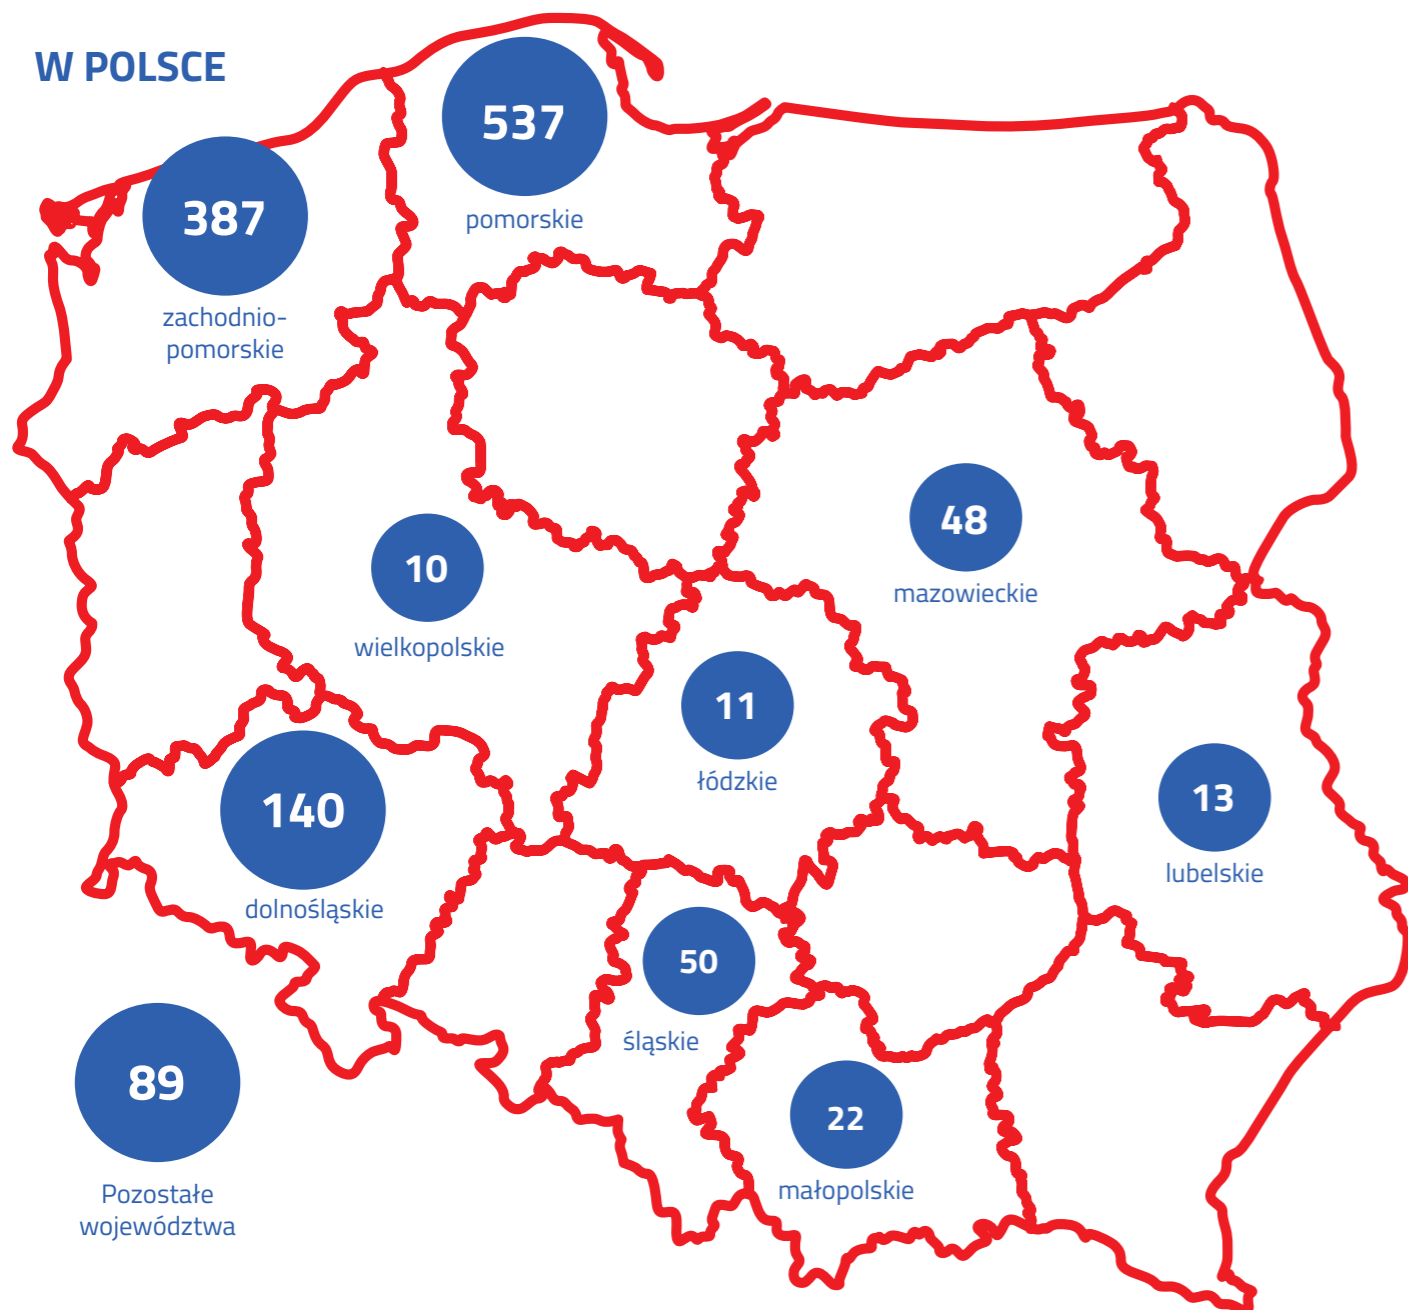 W POLSCE
537
pomorskie
387
zachodnio-
pomorskie
48
mazowieckie
10
wielkopolskie
11
łódzkie
13
lubelskie
140
dolnośląskie
50
śląskie
22
małopolskie
89
Pozostałe
województwa